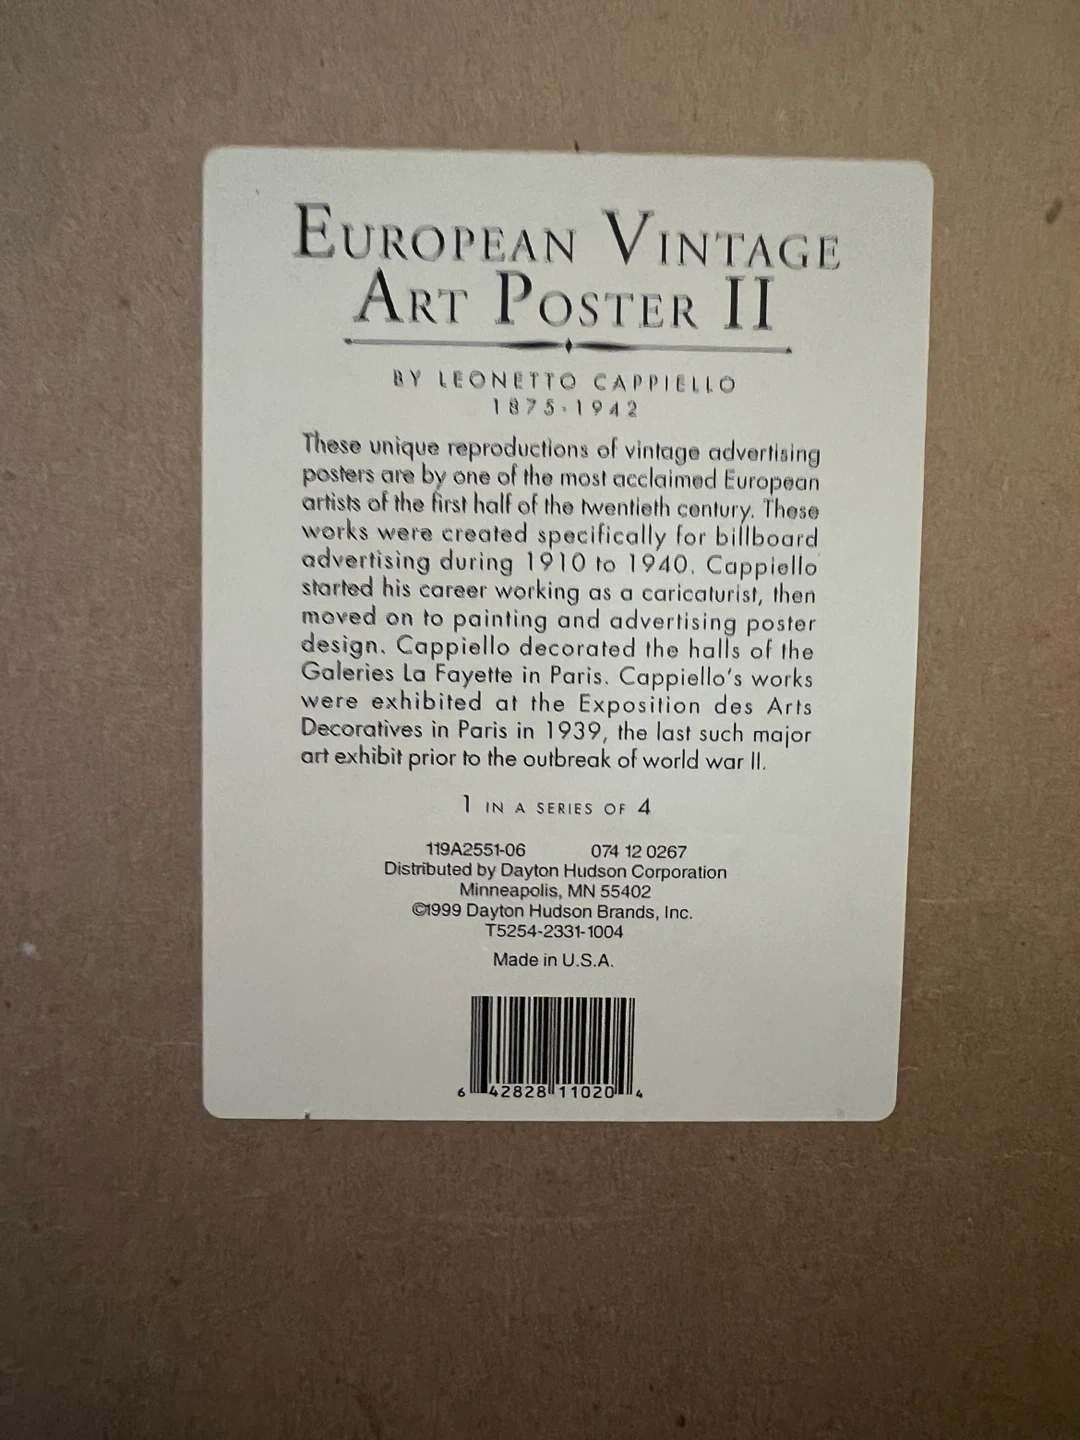 EUROPEAN VINTAGE
ART POSTER II
BY LEONETTO CAPPIELLO
1875-1942
These unique reproductions of vintage advertising
posters are by one of the most acclaimed European
artists of the first half of the twentieth century. These
works were created specifically for billboard
advertising during 1910 to 1940. Cappiello
started his career working as a caricaturist, then
moved on to painting and advertising poster
design. Cappiello decorated the halls of the
Galeries La Fayette in Paris. Cappiello's works
were exhibited at the Exposition des Arts
Decoratives in Paris in 1939, the last such major
art exhibit prior to the outbreak of world war II.
1 IN A SERIES OF 4
119A2551-06 074 12 0267
Distributed by Dayton Hudson Corporation
Minneapolis, MN 55402
©1999 Dayton Hudson Brands, Inc.
T5254-2331-1004
Made in U.S.A.
6 42828 11020 4